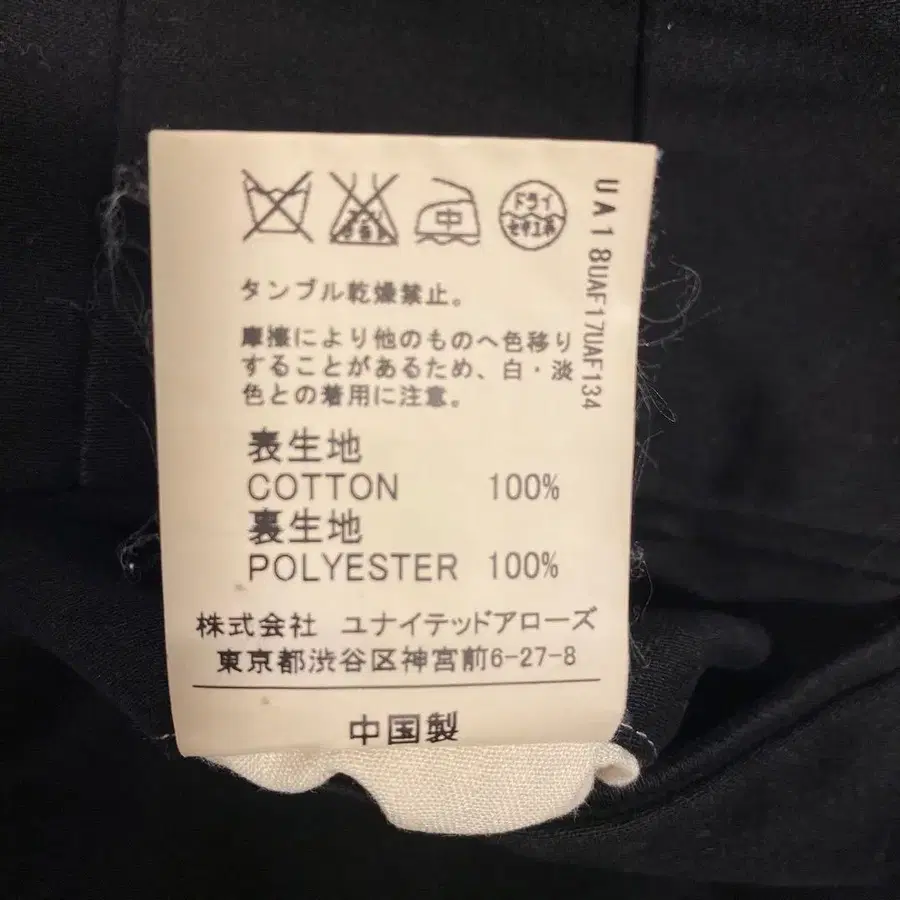 中
ドライ
セキユ系
タンブル乾燥禁止。
摩擦により他のものへ色移り
することがあるため、白・淡
色との着用に注意。
表生地
COTTON 100%
裏生地
POLYESTER 100%
株式会社 ユナイテッドアローズ
東京都渋谷区神宮前6-27-8
中国製
UA18UAF17UAF134